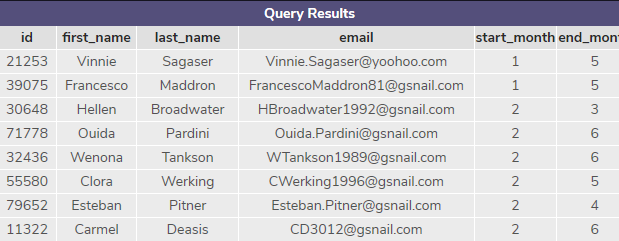 Query Results
id first_name last_name email start_month end_mont
21253 Vinnie Sagaser Vinnie.Sagaser@yoohoo.com 1 5
39075 Francesco Maddron FrancescoMaddron81@gsnail.com 1 5
30648 Hellen Broadwater HBroadwater1992@gsnail.com 2 3
71778 Ouida Pardini Ouida.Pardini@gsnail.com 2 6
32436 Wenona Tankson WTankson1989@gsnail.com 2 6
55580 Clora Werking CWerking1996@gsnail.com 2 5
79652 Esteban Pitner Esteban.Pitner@gsnail.com 2 4
11322 Carmel Deasis CD3012@gsnail.com 2 6